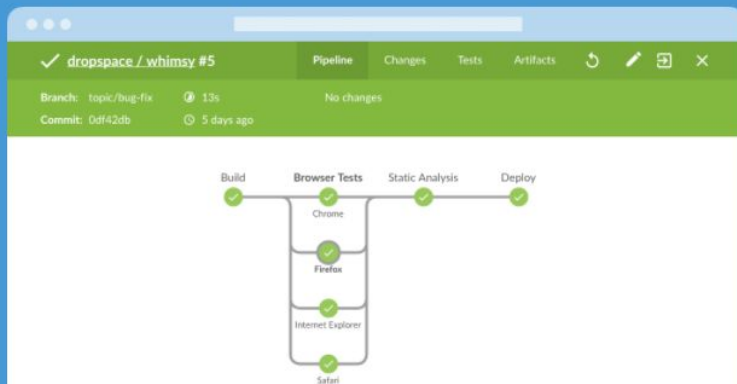 dropspace / whimsy #5 Pipeline Changes Tests Artifacts
Branch: topic/bug-fix 13s No changes
Commit: 0df42db 5 days ago
Build Browser Tests Static Analysis Deploy
Chrome
Firefox
Internet Explorer
Safari